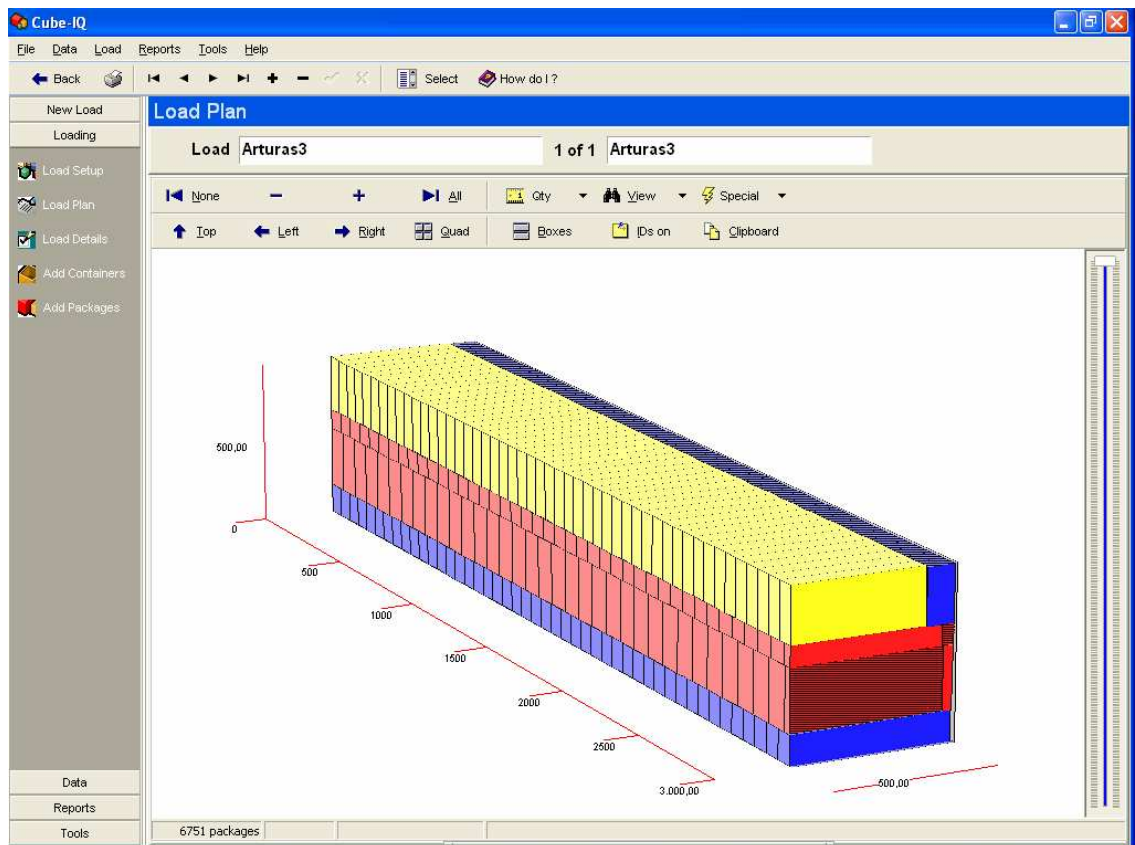 Cube-IQ
File Data Load Reports Tools Help
Back Select How do I ?
New Load
Loading
Load Setup
Load Plan
Load Details
Add Containers
Add Packages
Data
Reports
Tools
Load Plan
Load Arturas3 1 of 1 Arturas3
None All Qty View Special
Top Left Right Quad Boxes IDs on Clipboard
500,00
0
500
1000
1500
2000
2500
3.000,00
500,00
6751 packages